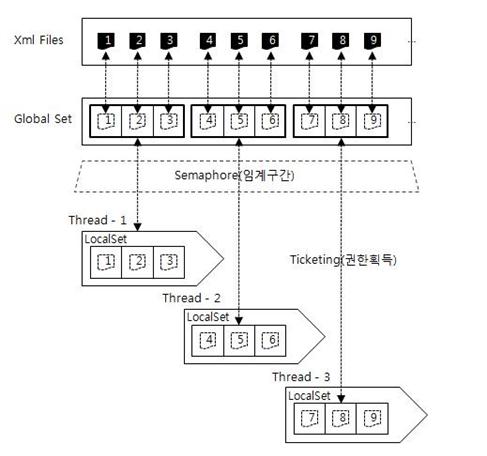 Xml Files 1 2 3 4 5 6 7 8 9 ...
Global Set 1 2 3 4 5 6 7 8 9 ...
Semaphore(임계구간)
Thread - 1
LocalSet
1 2 3
Ticketing(권한획득)
Thread - 2
LocalSet
4 5 6
Thread - 3
LocalSet
7 8 9